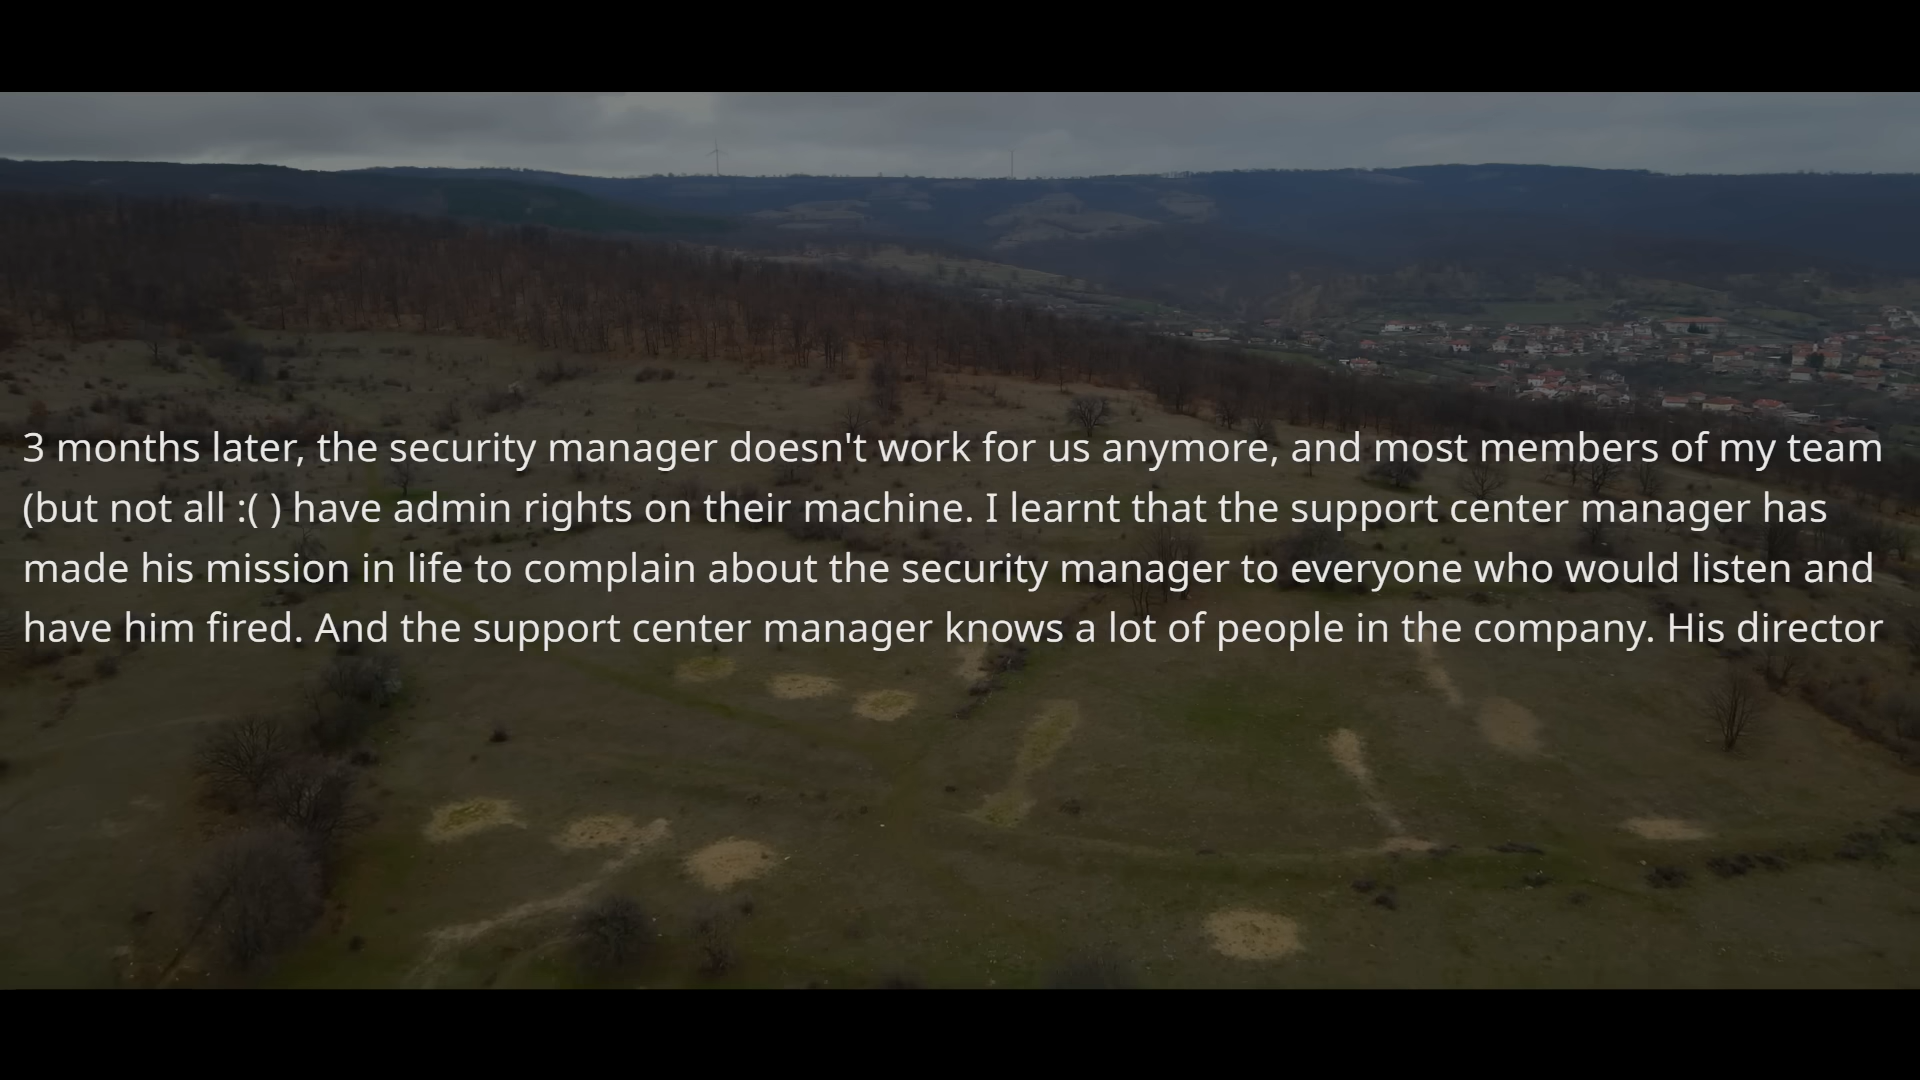 3 months later, the security manager doesn't work for us anymore, and most members of my team
(but not all :( ) have admin rights on their machine. I learnt that the support center manager has
made his mission in life to complain about the security manager to everyone who would listen and
have him fired. And the support center manager knows a lot of people in the company. His director